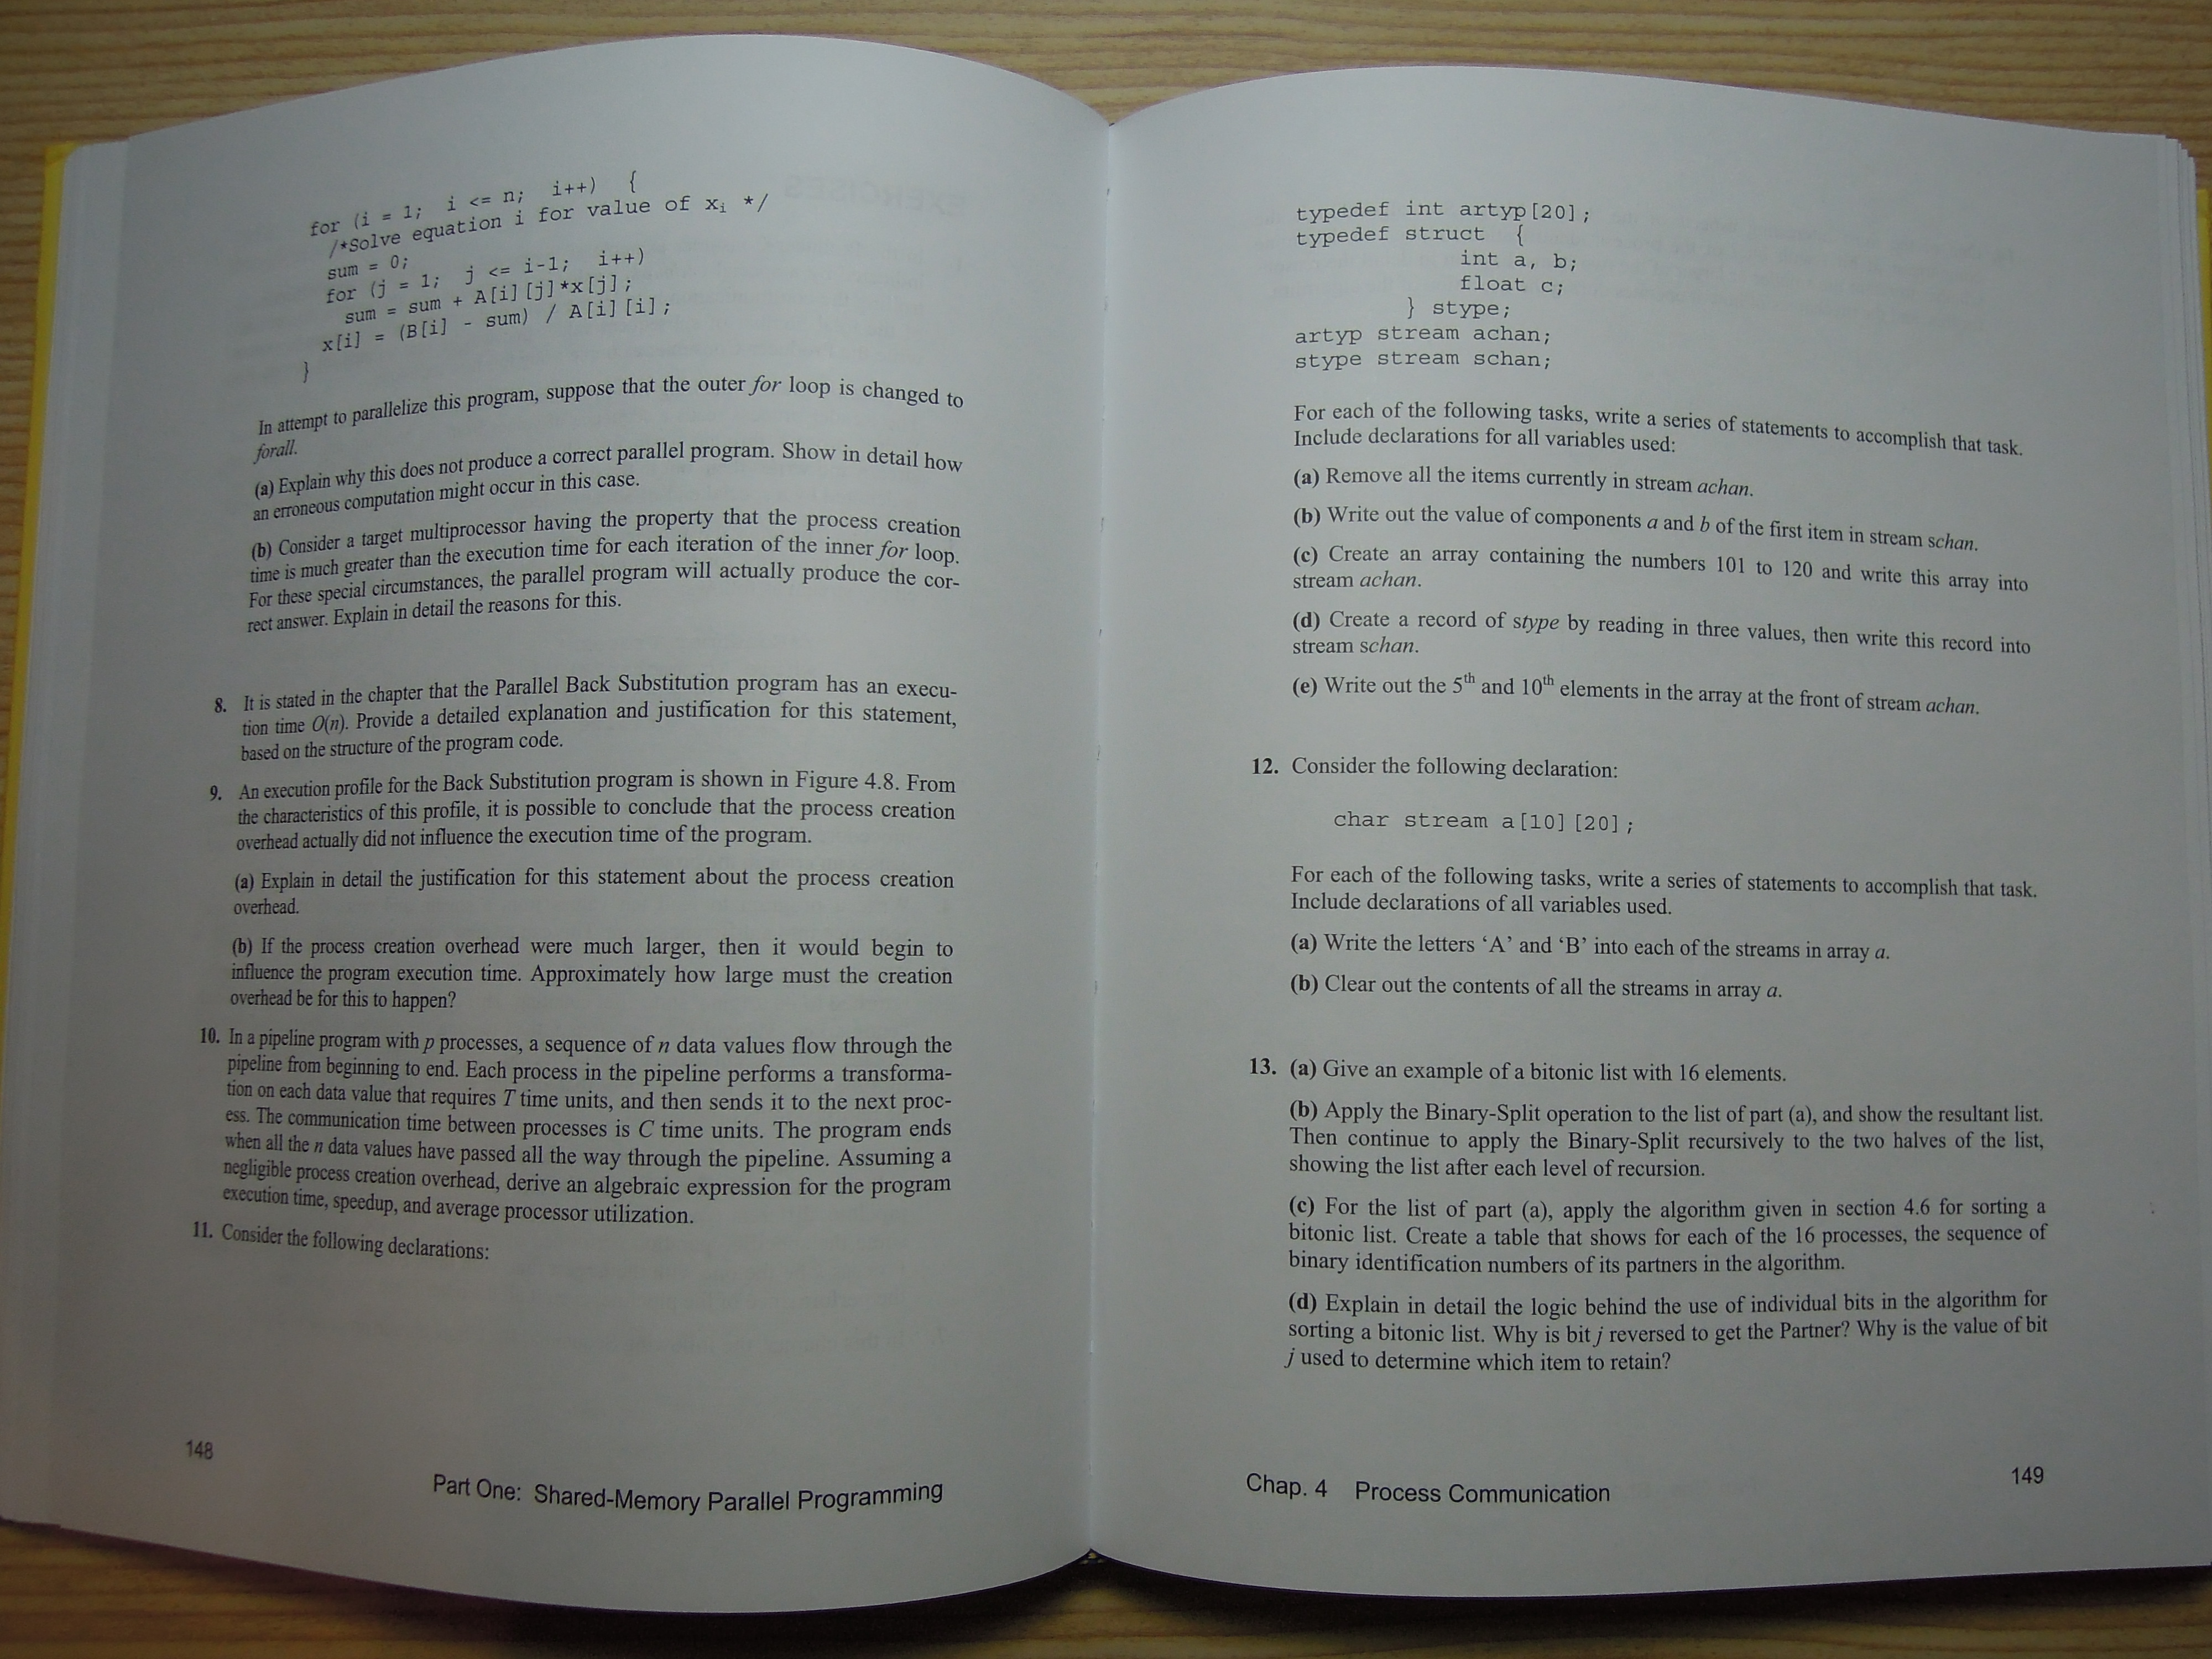 for (i = 1;  i <= n;  i++)  {
/*Solve equation i for value of xi */
sum = 0;
for (j = 1;  j <= i-1;  i++)
sum = sum + A[i][j]*x[j];
x[i] = (B[i] - sum) / A[i][i];
}
In attempt to parallelize this program, suppose that the outer for loop is changed to
forall.
(a) Explain why this does not produce a correct parallel program. Show in detail how
an erroneous computation might occur in this case.
(b) Consider a target multiprocessor having the property that the process creation
time is much greater than the execution time for each iteration of the inner for loop.
For these special circumstances, the parallel program will actually produce the cor-
rect answer. Explain in detail the reasons for this.
8. It is stated in the chapter that the Parallel Back Substitution program has an execu-
tion time O(n). Provide a detailed explanation and justification for this statement,
based on the structure of the program code.
9. An execution profile for the Back Substitution program is shown in Figure 4.8. From
the characteristics of this profile, it is possible to conclude that the process creation
overhead actually did not influence the execution time of the program.
(a) Explain in detail the justification for this statement about the process creation
overhead.
(b) If the process creation overhead were much larger, then it would begin to
influence the program execution time. Approximately how large must the creation
overhead be for this to happen?
10. In a pipeline program with p processes, a sequence of n data values flow through the
pipeline from beginning to end. Each process in the pipeline performs a transforma-
tion on each data value that requires T time units, and then sends it to the next proc-
ess. The communication time between processes is C time units. The program ends
when all the n data values have passed all the way through the pipeline. Assuming a
negligible process creation overhead, derive an algebraic expression for the program
execution time, speedup, and average processor utilization.
11. Consider the following declarations:
148
Part One: Shared-Memory Parallel Programming
typedef int artyp[20];
typedef struct  {
int a, b;
float c;
} stype;
artyp stream achan;
stype stream schan;
For each of the following tasks, write a series of statements to accomplish that task.
Include declarations for all variables used:
(a) Remove all the items currently in stream achan.
(b) Write out the value of components a and b of the first item in stream schan.
(c) Create an array containing the numbers 101 to 120 and write this array into
stream achan.
(d) Create a record of stype by reading in three values, then write this record into
stream schan.
(e) Write out the 5th and 10th elements in the array at the front of stream achan.
12. Consider the following declaration:
char stream a[10][20];
For each of the following tasks, write a series of statements to accomplish that task.
Include declarations of all variables used.
(a) Write the letters ‘A’ and ‘B’ into each of the streams in array a.
(b) Clear out the contents of all the streams in array a.
13. (a) Give an example of a bitonic list with 16 elements.
(b) Apply the Binary-Split operation to the list of part (a), and show the resultant list.
Then continue to apply the Binary-Split recursively to the two halves of the list,
showing the list after each level of recursion.
(c) For the list of part (a), apply the algorithm given in section 4.6 for sorting a
bitonic list. Create a table that shows for each of the 16 processes, the sequence of
binary identification numbers of its partners in the algorithm.
(d) Explain in detail the logic behind the use of individual bits in the algorithm for
sorting a bitonic list. Why is bit j reversed to get the Partner? Why is the value of bit
j used to determine which item to retain?
Chap. 4   Process Communication
149